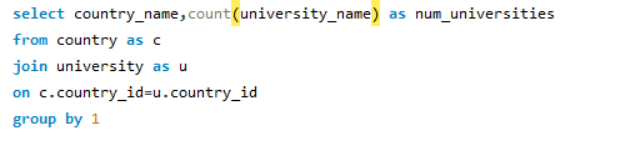 select country_name,count(university_name) as num_universities
from country as c
join university as u
on c.country_id=u.country_id
group by 1